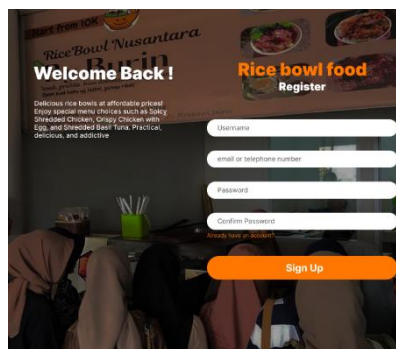 Start from 10K
RiceBowl Nusantara
Welcome Back !
Delicious rice bowls at affordable prices!
Enjoy special menu choices such as Spicy
Shredded Chicken, Crispy Chicken with
Egg, and Shredded Basil Tuna. Practical,
delicious, and addictive
Rice bowl food
Register
Username
email or telephone number
Password
Confirm Password
Already have an account?
Sign Up